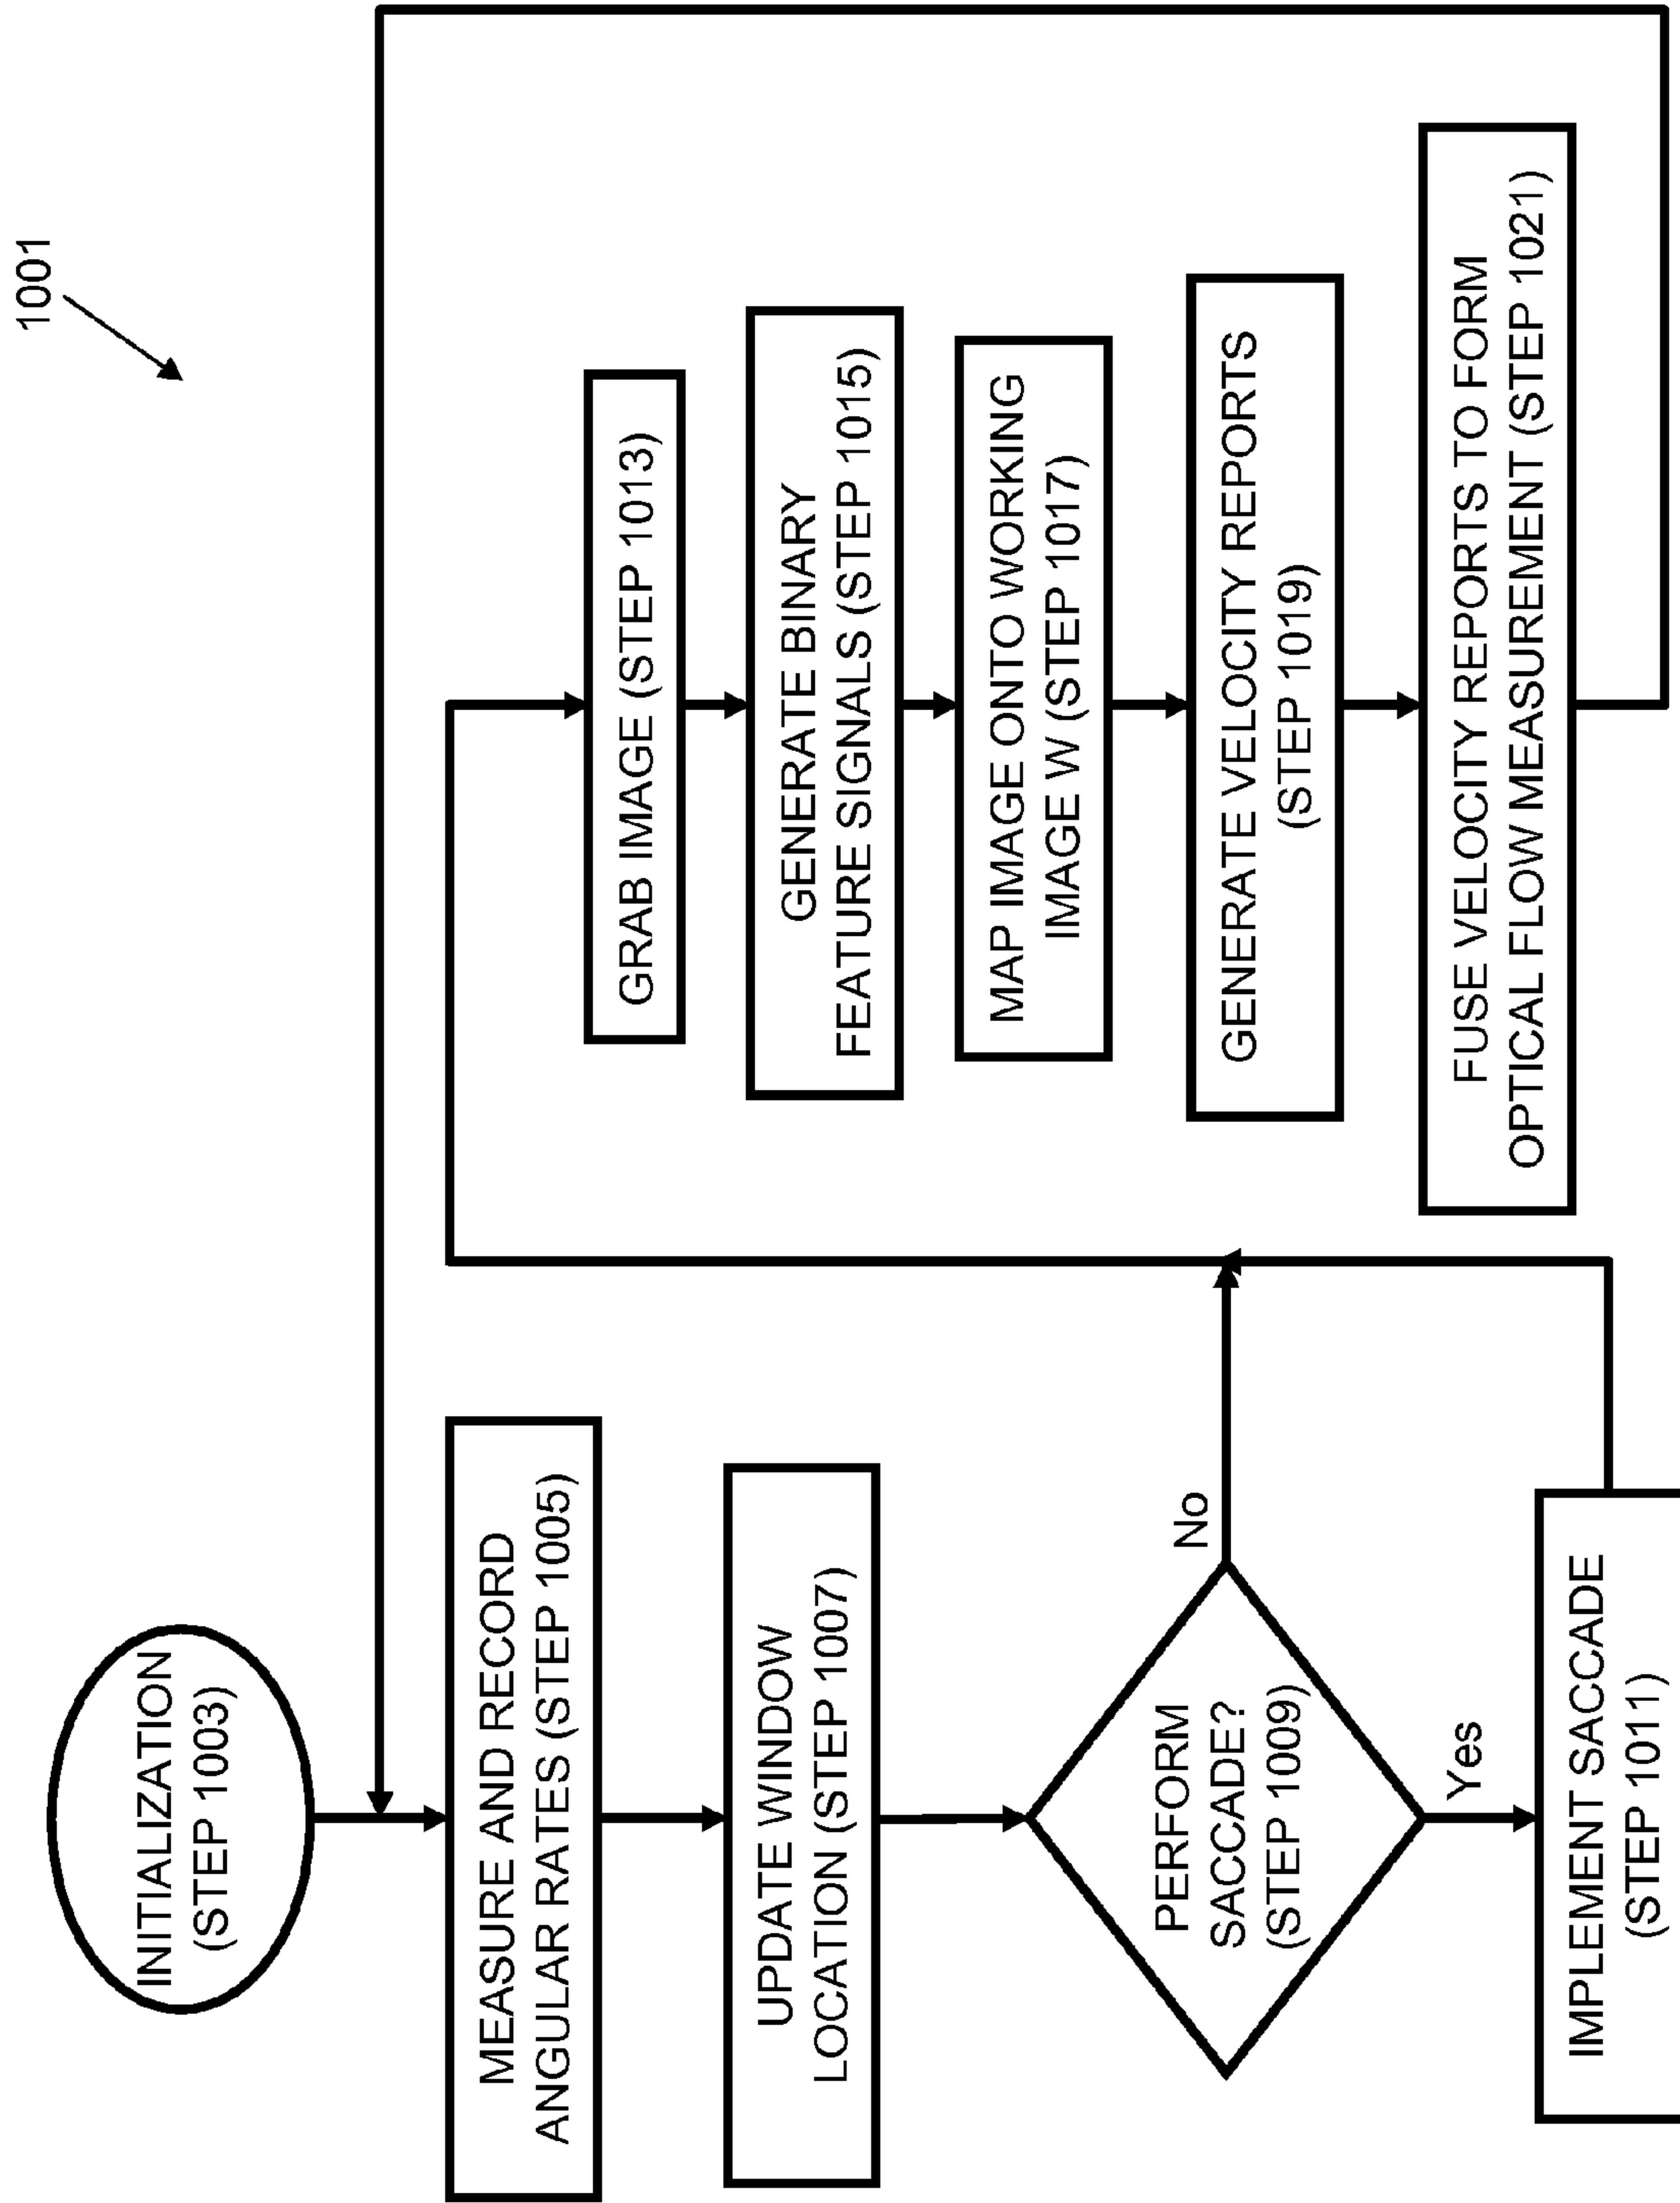 1001
INITIALIZATION
(STEP 1003)
MEASURE AND RECORD
ANGULAR RATES (STEP 1005)
UPDATE WINDOW
LOCATION (STEP 1007)
PERFORM
SACCADE?
(STEP 1009)
No
Yes
IMPLEMENT SACCADE
(STEP 1011)
GRAB IMAGE (STEP 1013)
GENERATE BINARY
FEATURE SIGNALS (STEP 1015)
MAP IMAGE ONTO WORKING
IMAGE W (STEP 1017)
GENERATE VELOCITY REPORTS
(STEP 1019)
FUSE VELOCITY REPORTS TO FORM
OPTICAL FLOW MEASUREMENT (STEP 1021)